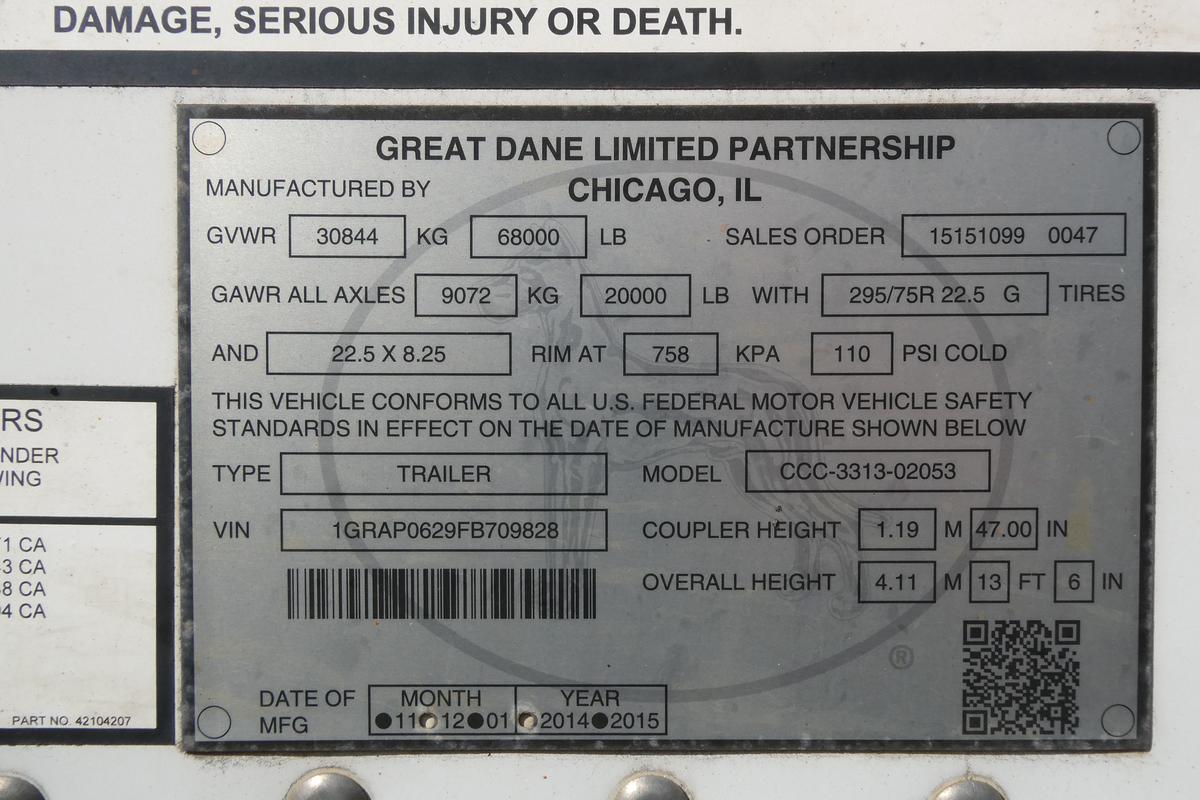 DAMAGE, SERIOUS INJURY OR DEATH.
GREAT DANE LIMITED PARTNERSHIP
MANUFACTURED BY CHICAGO, IL
GVWR 30844 KG 68000 LB SALES ORDER 15151099 0047
GAWR ALL AXLES 9072 KG 20000 LB WITH 295/75R 22.5 G TIRES
AND 22.5 X 8.25 RIM AT 758 KPA 110 PSI COLD
THIS VEHICLE CONFORMS TO ALL U.S. FEDERAL MOTOR VEHICLE SAFETY
STANDARDS IN EFFECT ON THE DATE OF MANUFACTURE SHOWN BELOW
TYPE TRAILER MODEL CCC-3313-02053
VIN 1GRAP0629FB709828 COUPLER HEIGHT 1.19 M 47.00 IN
OVERALL HEIGHT 4.11 M 13 FT 6 IN
®
DATE OF MFG MONTH YEAR
●11●12●01 ●2014●2015
RS
NDER
ING
1 CA
3 CA
8 CA
4 CA
PART NO. 42104207